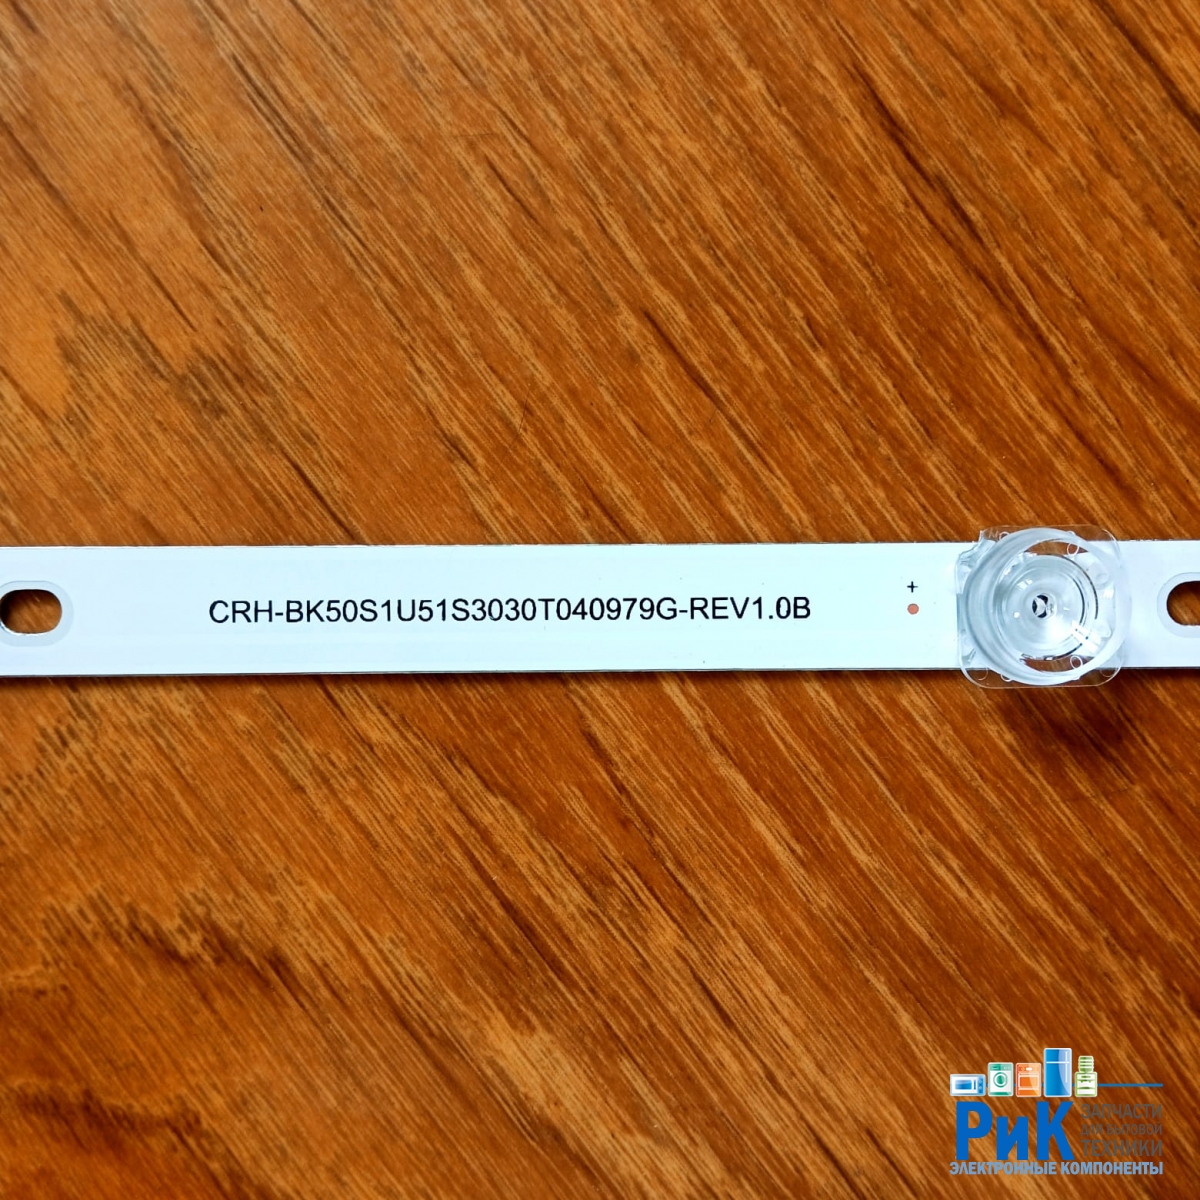 CRH-BK50S1U51S3030T040979G-REV1.0B
+
РиК
ЗАПЧАСТИ
ДЛЯ БЫТОВОЙ
ТЕХНИКИ
ЭЛЕКТРОННЫЕ КОМПОНЕНТЫ